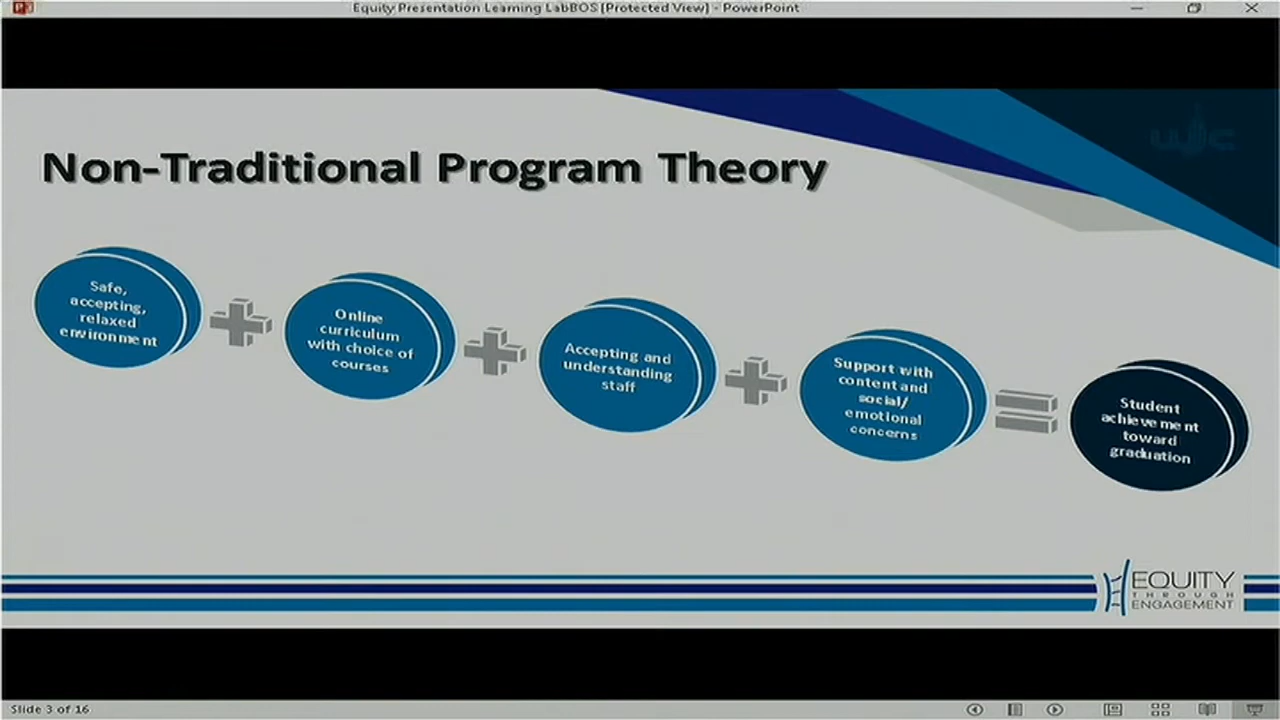 Equity Presentation Learning LabBOS [Protected View] - PowerPoint
wjc
Non-Traditional Program Theory
Safe,
accepting,
relaxed
environment
Online
curriculum
with choice of
courses
Accepting and
understanding
staff
Support with
content and
social/
emotional
concerns
Student
achievement
toward
graduation
EQUITY
THROUGH
ENGAGEMENT
Slide 3 of 16